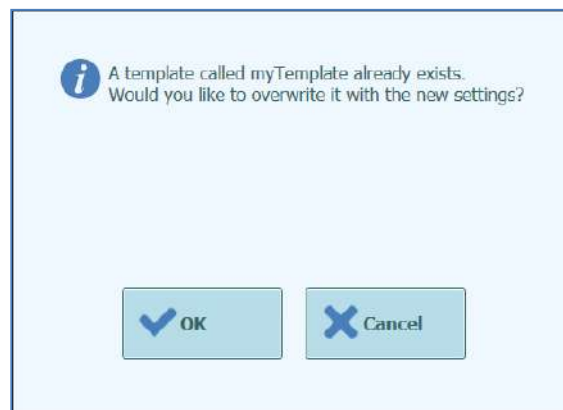 A template called myTemplate already exists.
Would you like to overwrite it with the new settings?
OK
Cancel